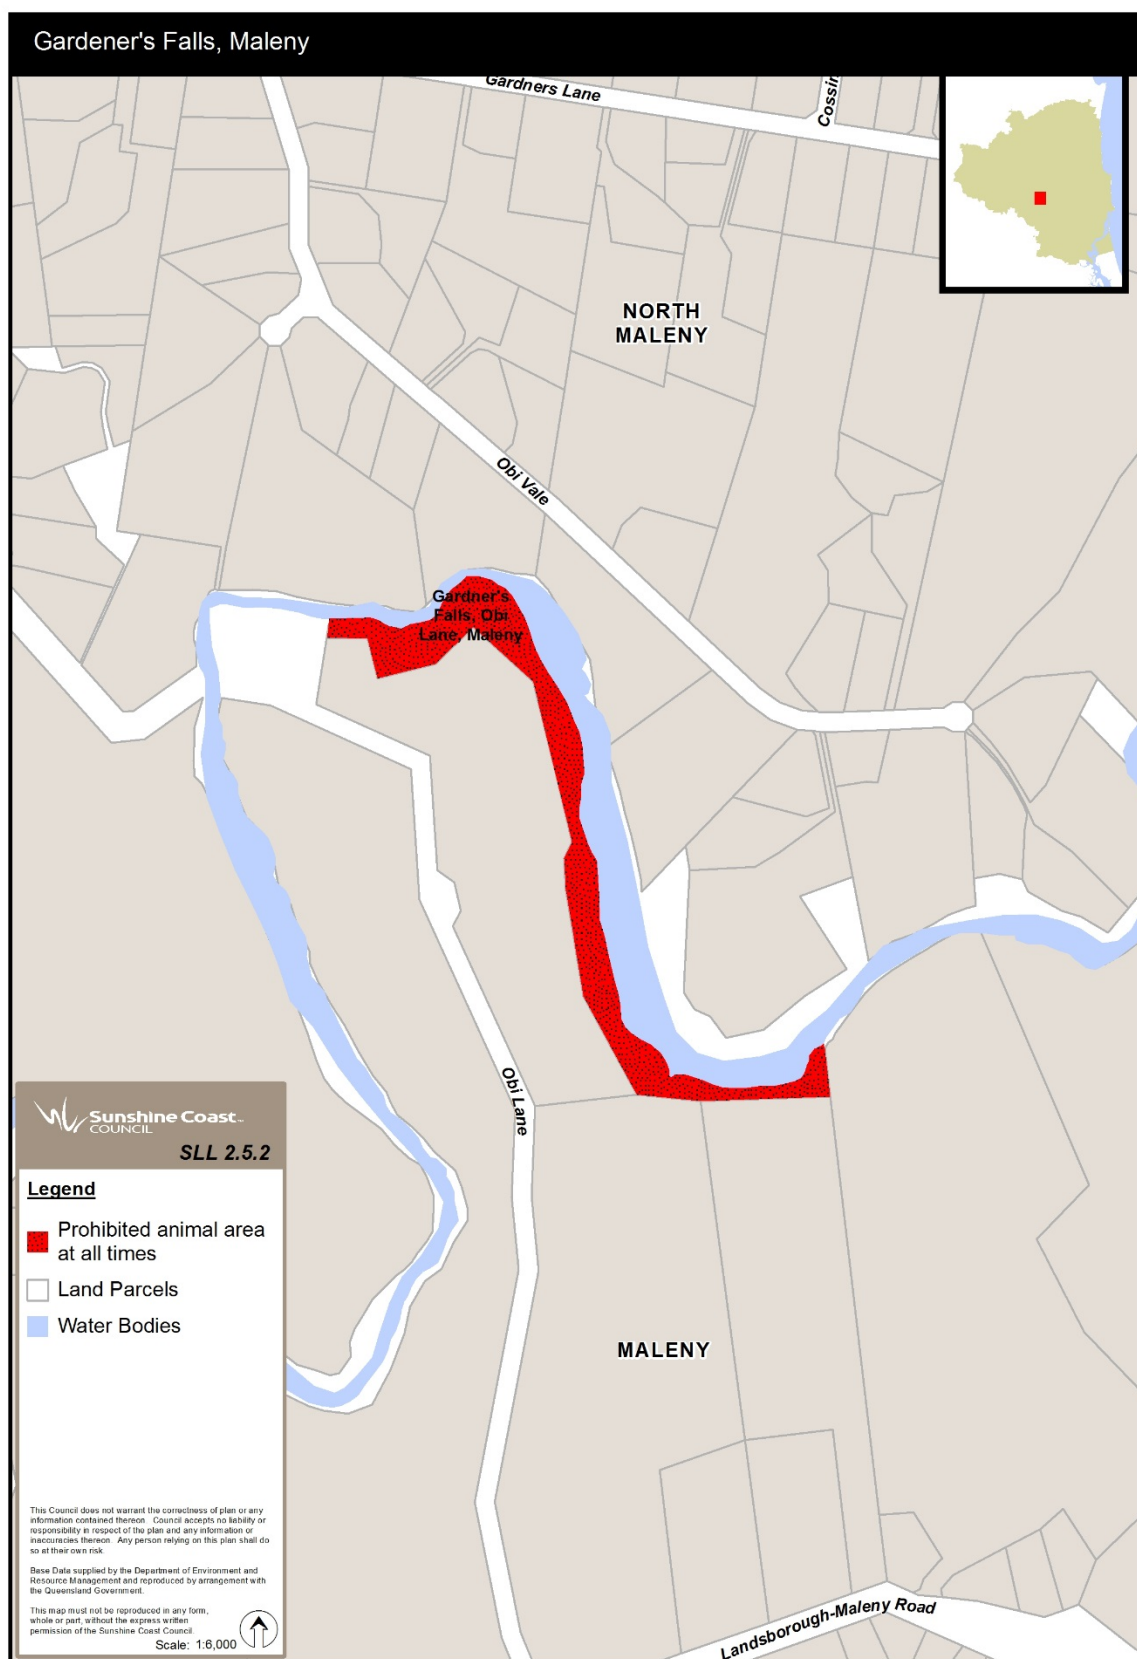 Gardener's Falls, Maleny
Gardners Lane
Cossin
NORTH
MALENY
Obi Vale
Gardner's
Falls, Obi
Lane, Maleny
Obi Lane
MALENY
Landsborough-Maleny Road
Sunshine Coast
COUNCIL
SLL 2.5.2
Legend
Prohibited animal area
at all times
Land Parcels
Water Bodies
This Council does not warrant the correctness of plan or any
information contained thereon. Council accepts no liability or
responsibility in respect of the plan and any information or
inaccuracies thereon. Any person relying on this plan shall do
so at their own risk.
Base Data supplied by the Department of Environment and
Resource Management and reproduced by arrangement with
the Queensland Government.
This map must not be reproduced in any form,
whole or part, without the express written
permission of the Sunshine Coast Council.
Scale: 1:6,000